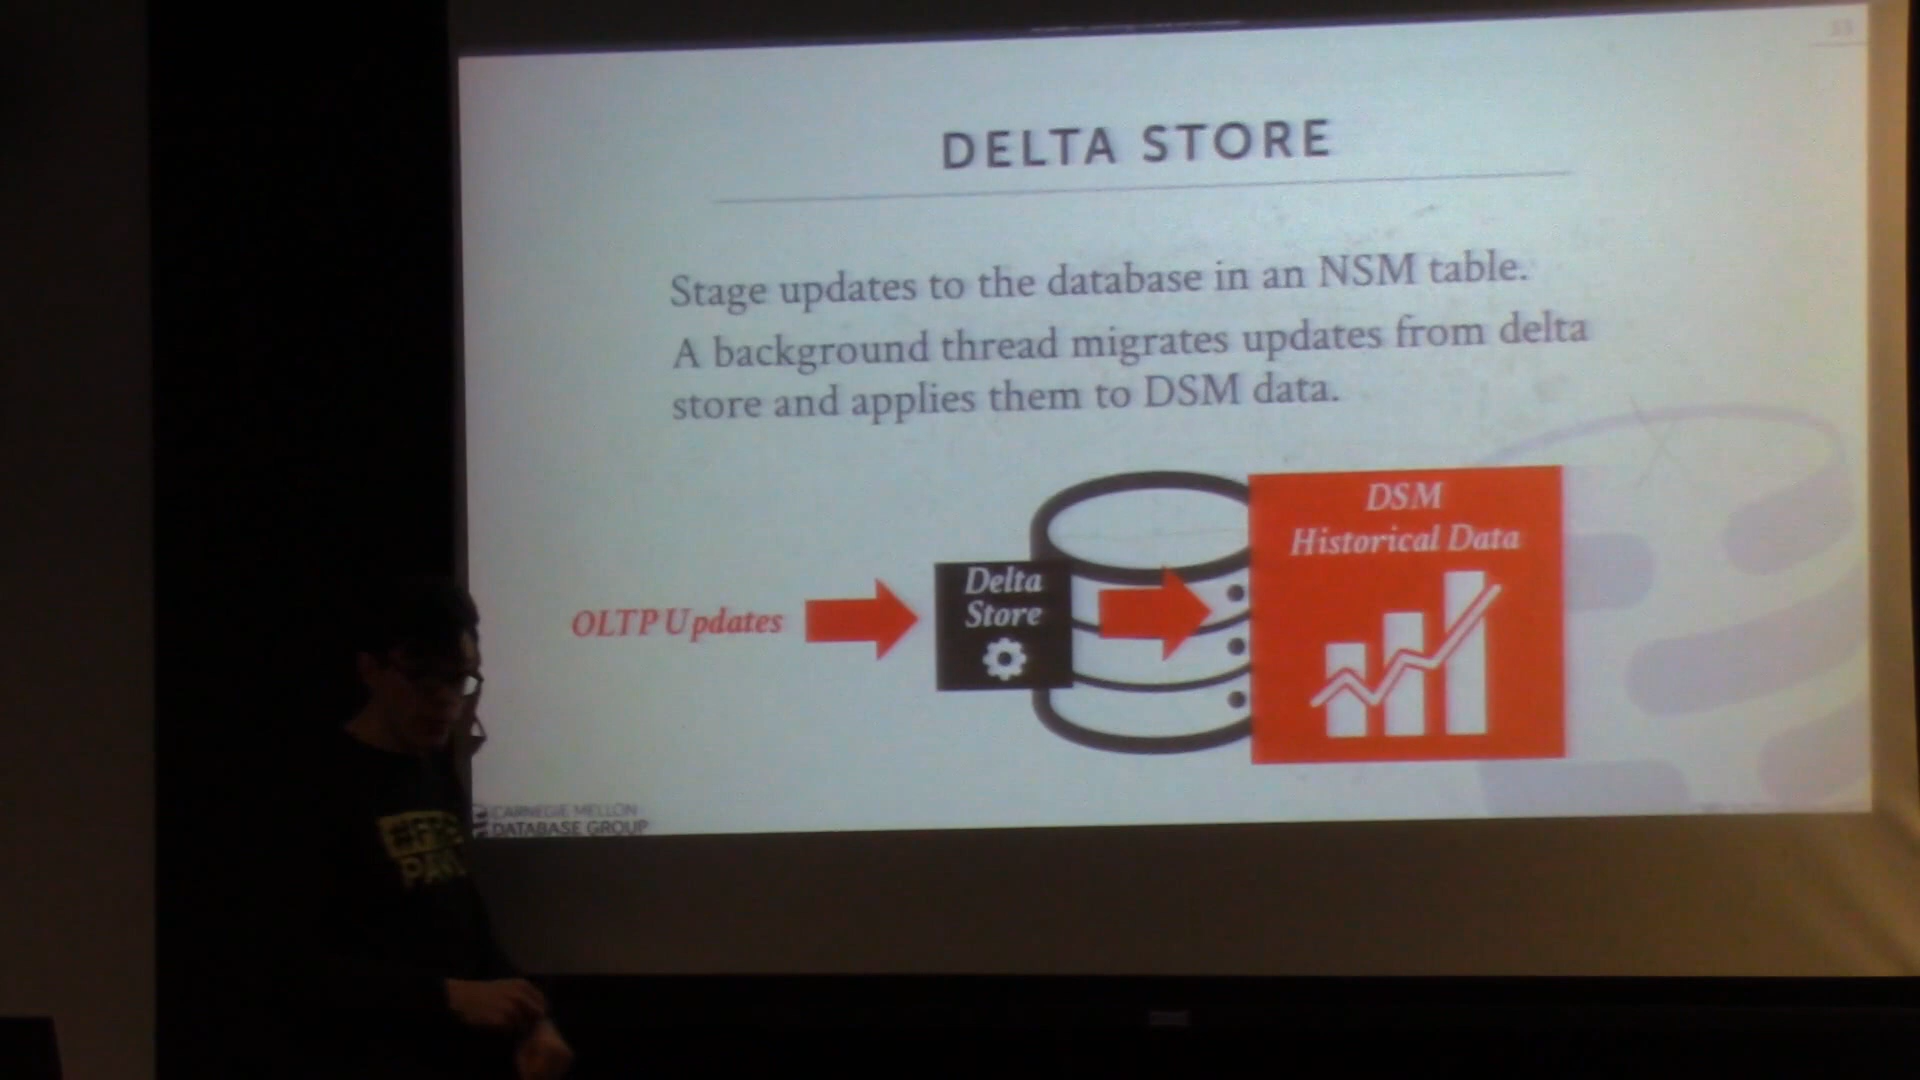 DELTA STORE
Stage updates to the database in an NSM table.
A background thread migrates updates from delta
store and applies them to DSM data.
DSM
Historical Data
Delta
Store
OLTP Updates
CARNEGIE MELLON
DATABASE GROUP